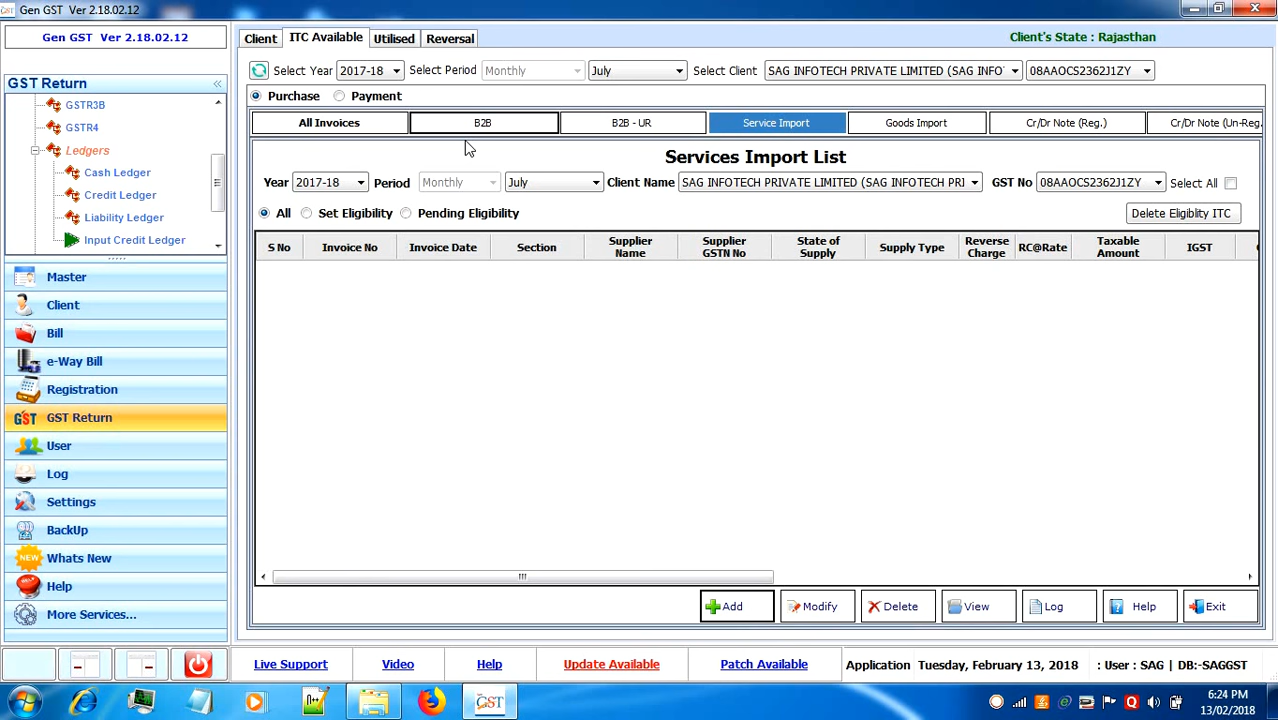 Gen GST Ver 2.18.02.12
Gen GST Ver 2.18.02.12
Client
ITC Available
Utilised
Reversal
Client's State : Rajasthan
Select Year
2017-18
Select Period
Monthly
July
Select Client
SAG INFOTECH PRIVATE LIMITED (SAG INFO'
08AAOCS2362J1ZY
Purchase
Payment
GST Return
GSTR3B
GSTR4
Ledgers
Cash Ledger
Credit Ledger
Liability Ledger
Input Credit Ledger
Master
Client
Bill
e-Way Bill
Registration
GST Return
User
Log
Settings
BackUp
Whats New
Help
More Services...
All Invoices
B2B
B2B - UR
Service Import
Goods Import
Cr/Dr Note (Reg.)
Cr/Dr Note (Un-Reg.
Services Import List
Year
2017-18
Period
Monthly
July
Client Name
SAG INFOTECH PRIVATE LIMITED (SAG INFOTECH PRI
GST No
08AAOCS2362J1ZY
Select All
All
Set Eligibility
Pending Eligibility
Delete Eligiblity ITC
S No
Invoice No
Invoice Date
Section
Supplier
Name
Supplier
GSTN No
State of
Supply
Supply Type
Reverse
Charge
RC@Rate
Taxable
Amount
IGST
Add
Modify
Delete
View
Log
Help
Exit
Live Support
Video
Help
Update Available
Patch Available
Application
Tuesday, February 13, 2018
: User : SAG | DB:-SAGGST
6:24 PM
13/02/2018